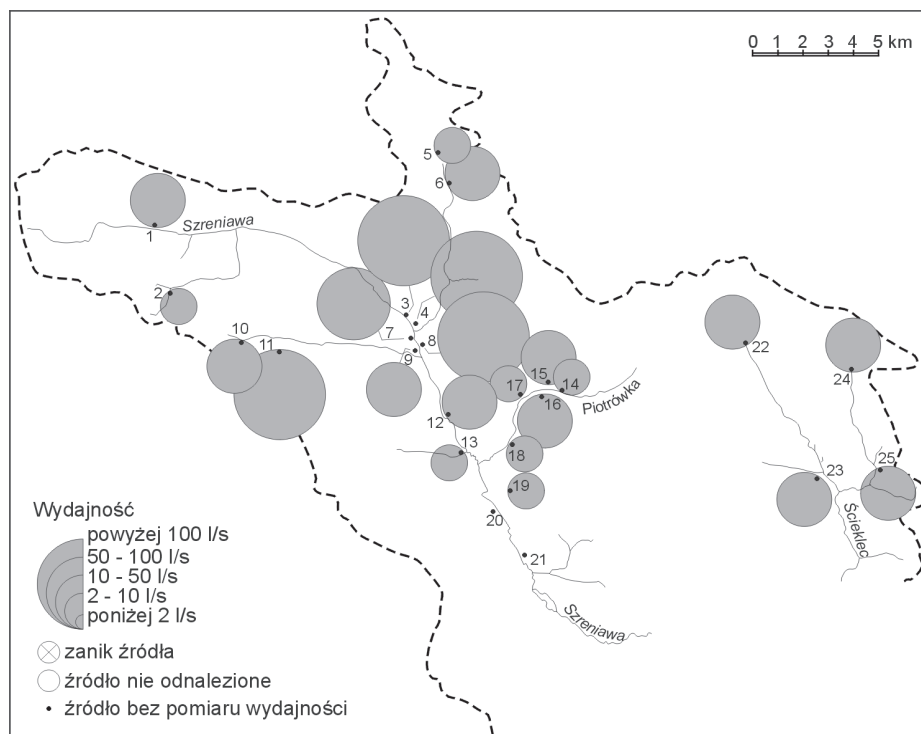 0 1 2 3 4 5 km
5
6
Szreniawa
1
2
3
4
10
7
8
11
9
22
15
14
24
17
16
Piotrówka
12
13
18
25
23
19
20
Ścieklec
21
Szreniawa
Wydajność
powyżej 100 l/s
50 - 100 l/s
10 - 50 l/s
2 - 10 l/s
poniżej 2 l/s
zanik źródła
źródło nie odnalezione
źródło bez pomiaru wydajności